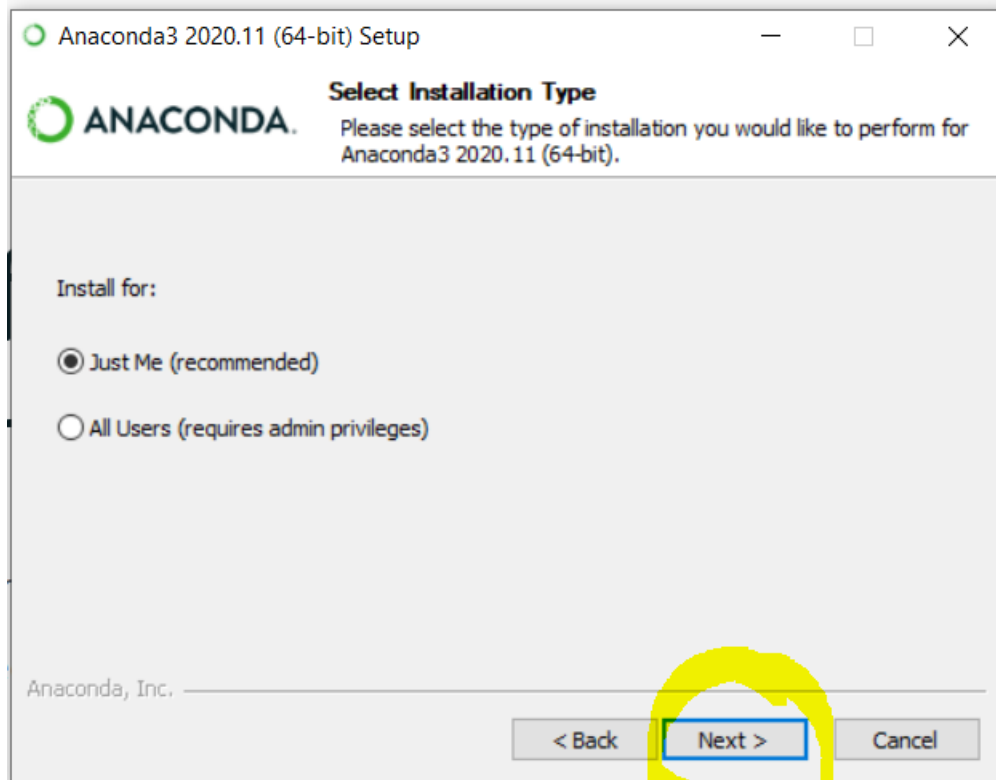 Anaconda3 2020.11 (64-bit) Setup
ANACONDA.
Select Installation Type
Please select the type of installation you would like to perform for
Anaconda3 2020.11 (64-bit).
Install for:
Just Me (recommended)
All Users (requires admin privileges)
Anaconda, Inc.
< Back
Next >
Cancel